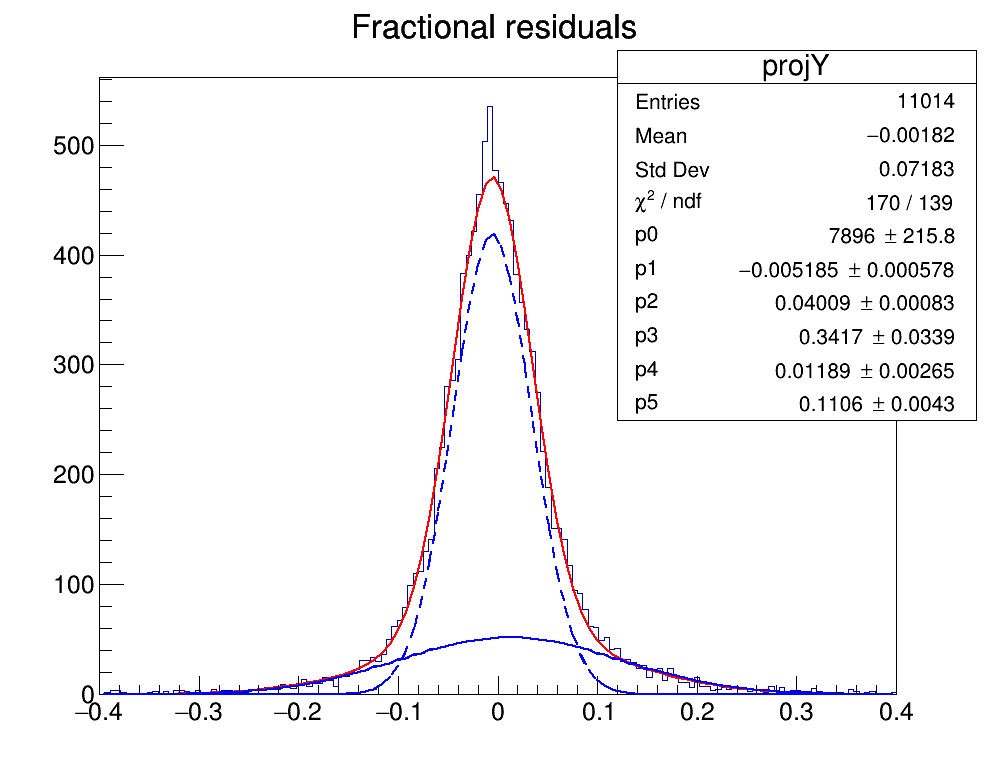 Fractional residuals
projY
Entries 11014
Mean −0.00182
Std Dev 0.07183
χ² / ndf 170 / 139
p0 7896 ± 215.8
p1 −0.005185 ± 0.000578
p2 0.04009 ± 0.00083
p3 0.3417 ± 0.0339
p4 0.01189 ± 0.00265
p5 0.1106 ± 0.0043
500
400
300
200
100
0
−0.4 −0.3 −0.2 −0.1 0 0.1 0.2 0.3 0.4